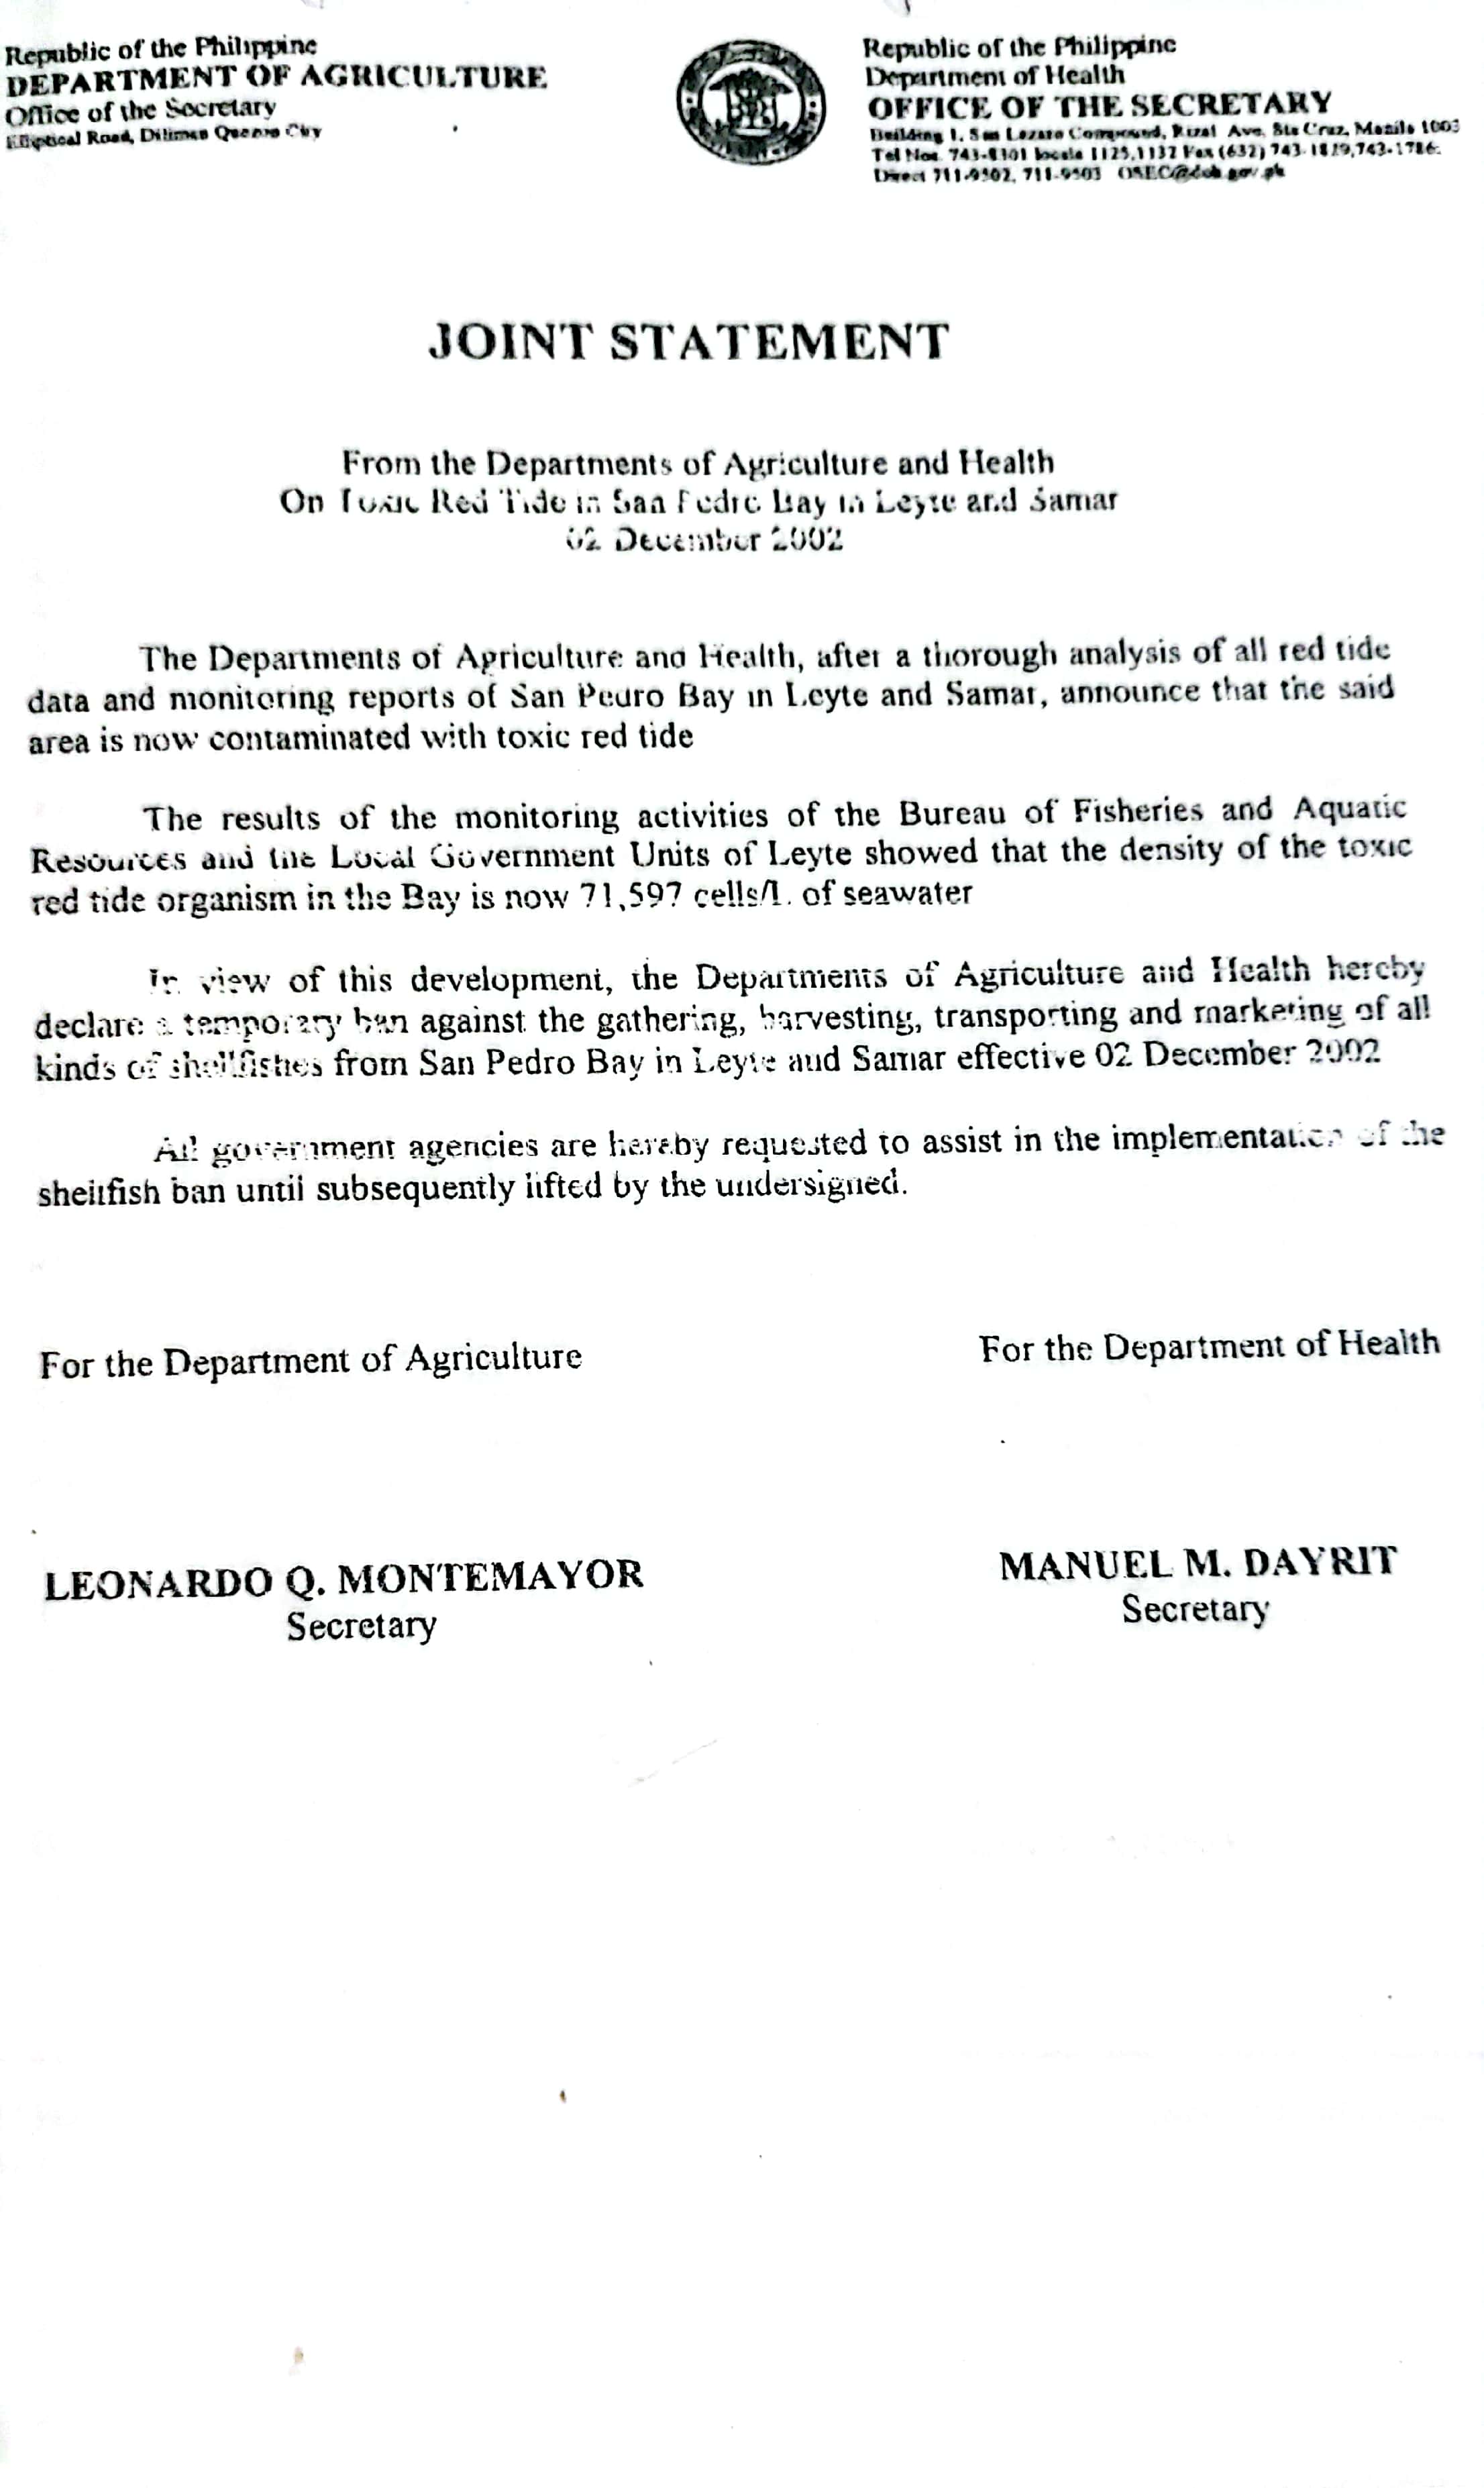 Republic of the Philippine
DEPARTMENT OF AGRICULTURE
Office of the Secretary
Elliptical Road, Diliman Quezon City
Republic of the Philippine
Department of Health
OFFICE OF THE SECRETARY
Building 1, San Lazaro Compound, Rizal Ave, Sta Cruz, Manila 1003
Tel Nos. 743-8301 locals 1125,1132 Fax (632) 743-1829,743-1786
Direct 711-9502, 711-9503 OSEC@doh.gov.ph
JOINT STATEMENT
From the Departments of Agriculture and Health
On Toxic Red Tide in San Pedro Bay in Leyte and Samar
02 December 2002
The Departments of Agriculture and Health, after a thorough analysis of all red tide
data and monitoring reports of San Pedro Bay in Leyte and Samar, announce that the said
area is now contaminated with toxic red tide
The results of the monitoring activities of the Bureau of Fisheries and Aquatic
Resources and the Local Government Units of Leyte showed that the density of the toxic
red tide organism in the Bay is now 71,597 cells/L of seawater
In view of this development, the Departments of Agriculture and Health hereby
declare a temporary ban against the gathering, harvesting, transporting and marketing of all
kinds of shellfishes from San Pedro Bay in Leyte and Samar effective 02 December 2002
All government agencies are hereby requested to assist in the implementation of the
shellfish ban until subsequently lifted by the undersigned.
For the Department of Agriculture
For the Department of Health
LEONARDO Q. MONTEMAYOR
Secretary
MANUEL M. DAYRIT
Secretary